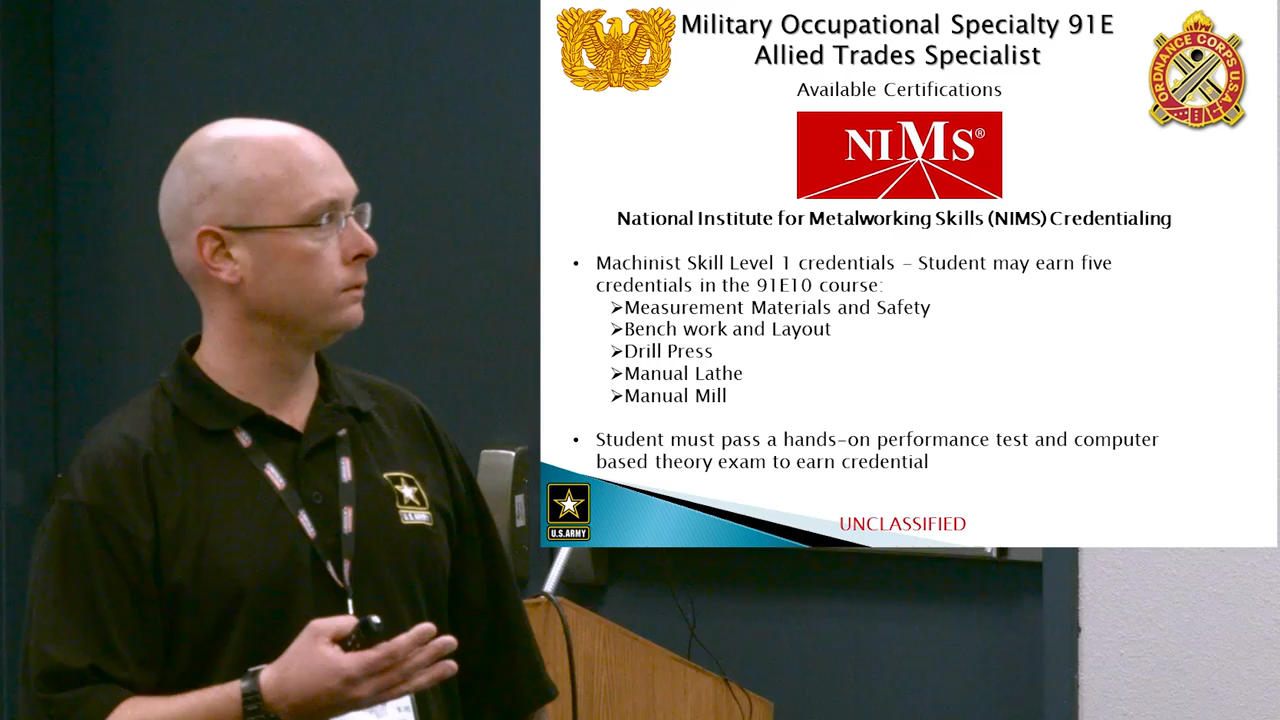 Military Occupational Specialty 91E
Allied Trades Specialist
Available Certifications
NIMS®
ORDNANCE CORPS U.S.A.
National Institute for Metalworking Skills (NIMS) Credentialing
• Machinist Skill Level 1 credentials – Student may earn five
credentials in the 91E10 course:
➢Measurement Materials and Safety
➢Bench work and Layout
➢Drill Press
➢Manual Lathe
➢Manual Mill
• Student must pass a hands-on performance test and computer
based theory exam to earn credential
U.S.ARMY
UNCLASSIFIED
U.S.ARMY